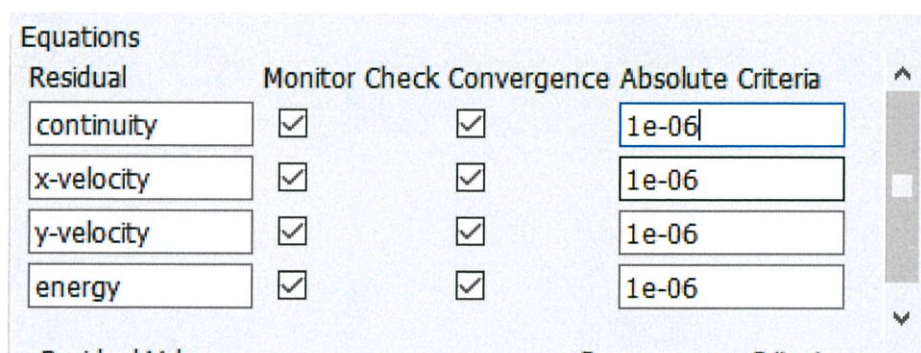 Equations
Residual Monitor Check Convergence Absolute Criteria
continuity 1e-06
x-velocity 1e-06
y-velocity 1e-06
energy 1e-06